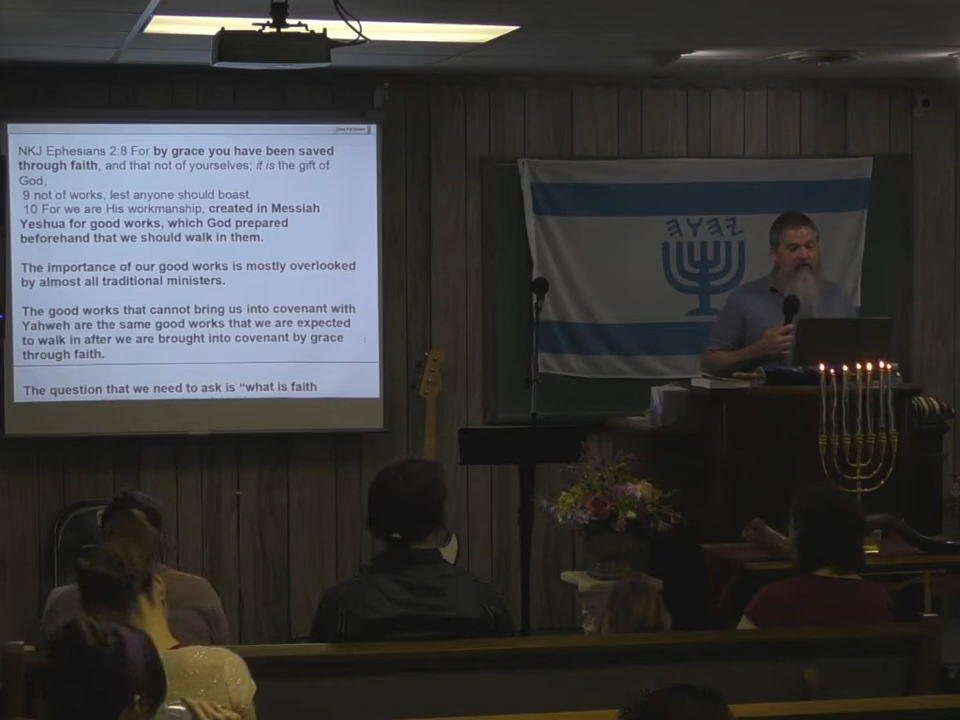 NKJ Ephesians 2:8 For by grace you have been saved
through faith, and that not of yourselves; it is the gift of
God,
9 not of works, lest anyone should boast.
10 For we are His workmanship, created in Messiah
Yeshua for good works, which God prepared
beforehand that we should walk in them.
The importance of our good works is mostly overlooked
by almost all traditional ministers.
The good works that cannot bring us into covenant with
Yahweh are the same good works that we are expected
to walk in after we are brought into covenant by grace
through faith.
The question that we need to ask is “what is faith
𐤉𐤄𐤅𐤄